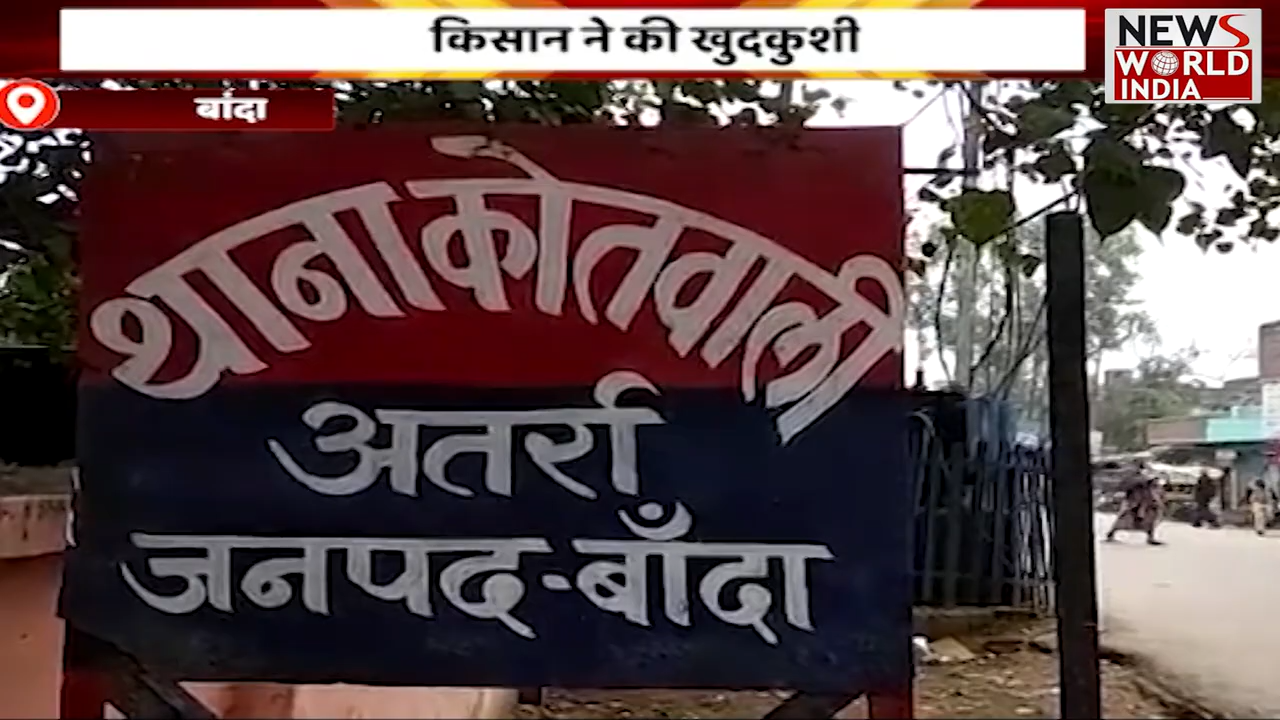 किसान ने की खुदकुशी
NEWS
WORLD
INDIA
बांदा
थाना कोतवाली
अतर्रा
जनपद-बाँदा